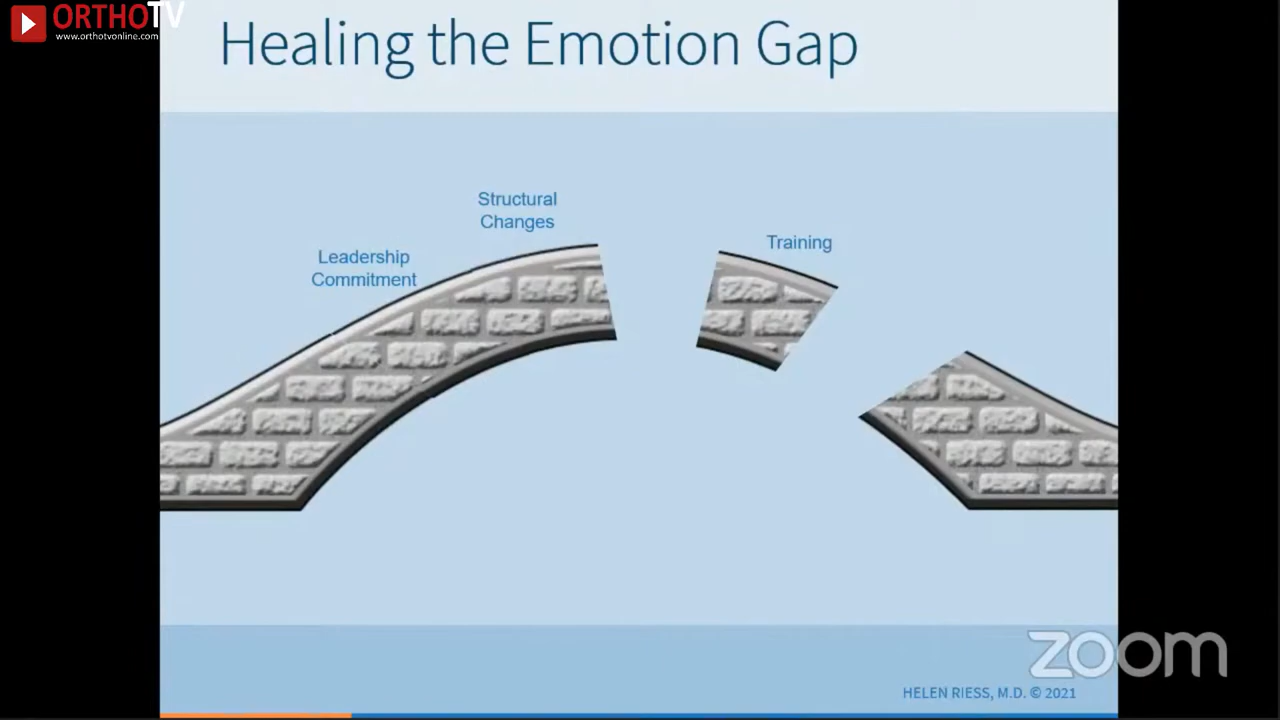 ORTHOTV
www.orthotvonline.com
Healing the Emotion Gap
Structural
Changes
Leadership
Commitment
Training
zoom
HELEN RIESS, M.D. © 2021